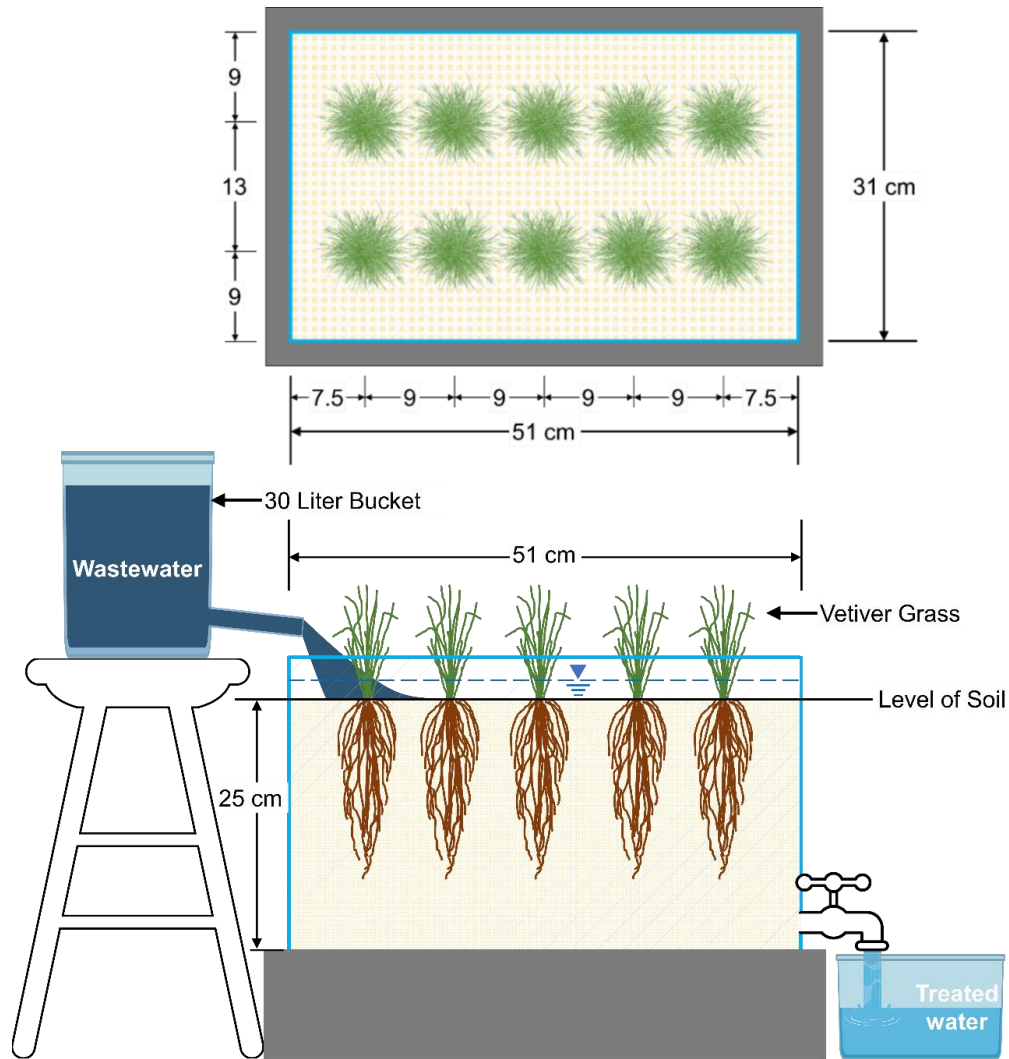 9
13
9
31 cm
7.5 9 9 9 9 7.5
51 cm
30 Liter Bucket
Wastewater
51 cm
Vetiver Grass
Level of Soil
25 cm
Treated
water